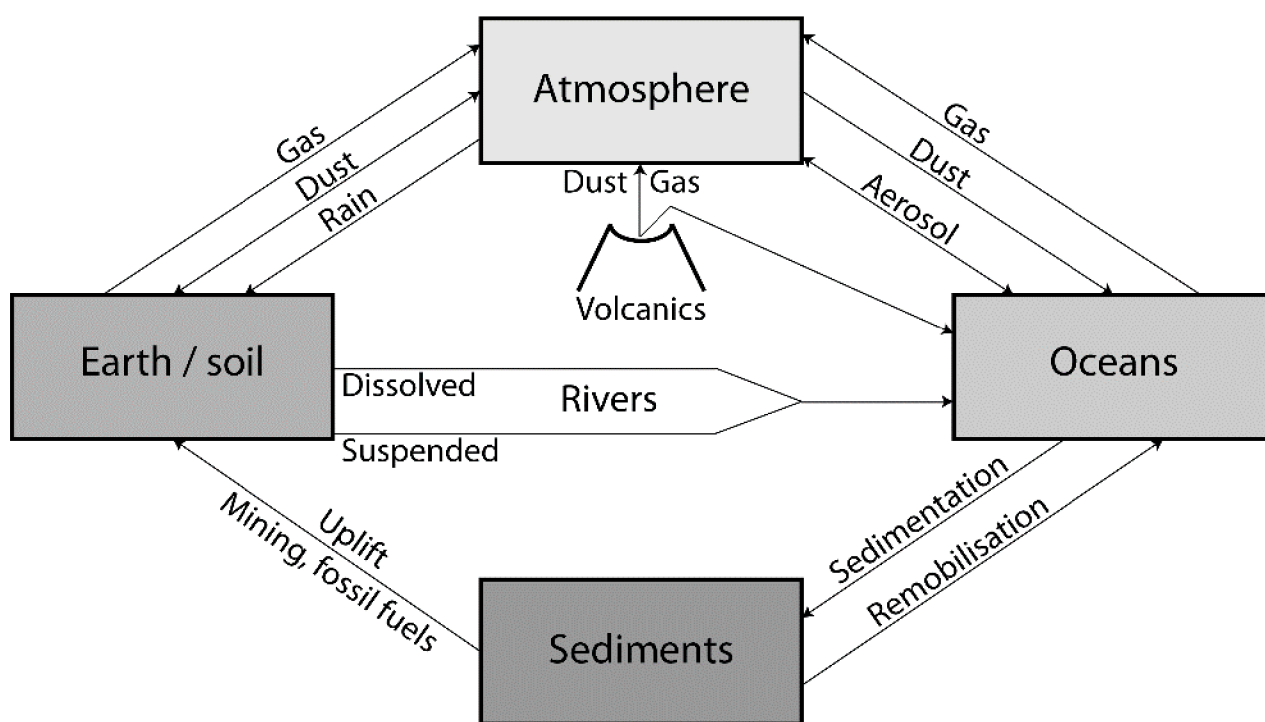 Atmosphere
Gas
Dust
Rain
Dust Gas
Gas
Dust
Aerosol
Volcanics
Earth / soil
Oceans
Dissolved
Rivers
Suspended
Uplift
Mining, fossil fuels
Sedimentation
Remobilisation
Sediments